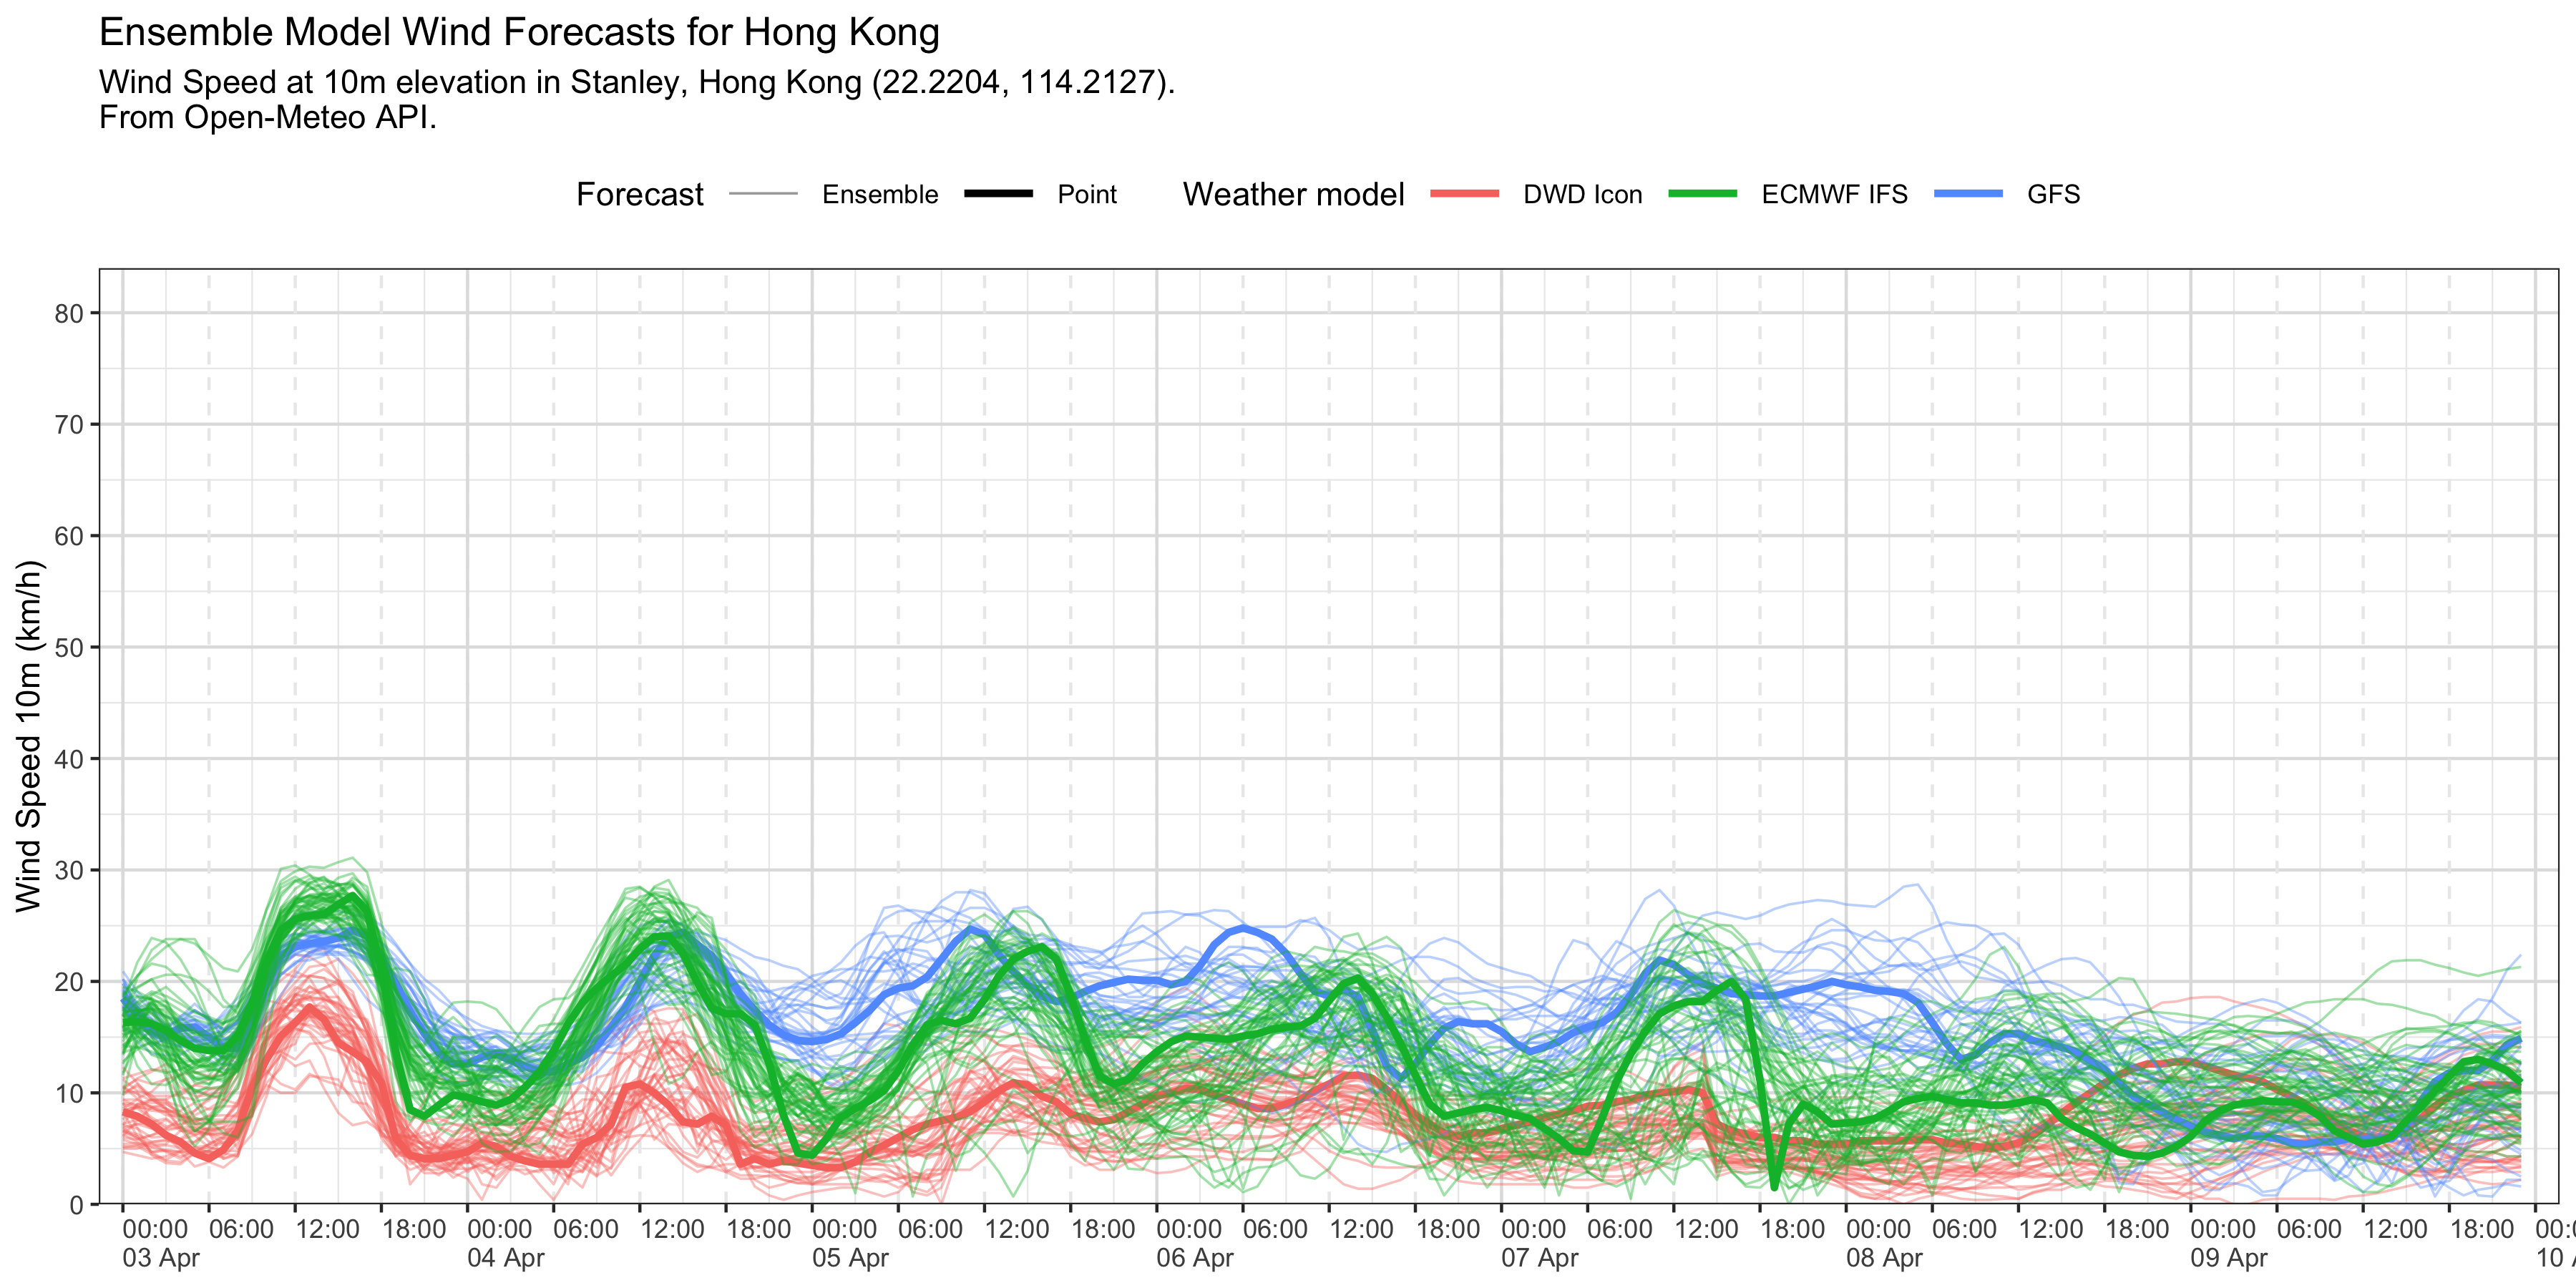 Ensemble Model Wind Forecasts for Hong Kong
Wind Speed at 10m elevation in Stanley, Hong Kong (22.2204, 114.2127).
From Open-Meteo API.
Forecast Ensemble Point Weather model DWD Icon ECMWF IFS GFS
Wind Speed 10m (km/h)
80
70
60
50
40
30
20
10
0
00:00 06:00 12:00 18:00 00:00 06:00 12:00 18:00 00:00 06:00 12:00 18:00 00:00 06:00 12:00 18:00 00:00 06:00 12:00 18:00 00:00 06:00 12:00 18:00 00:00 06:00 12:00 18:00
03 Apr 04 Apr 05 Apr 06 Apr 07 Apr 08 Apr 09 Apr 10